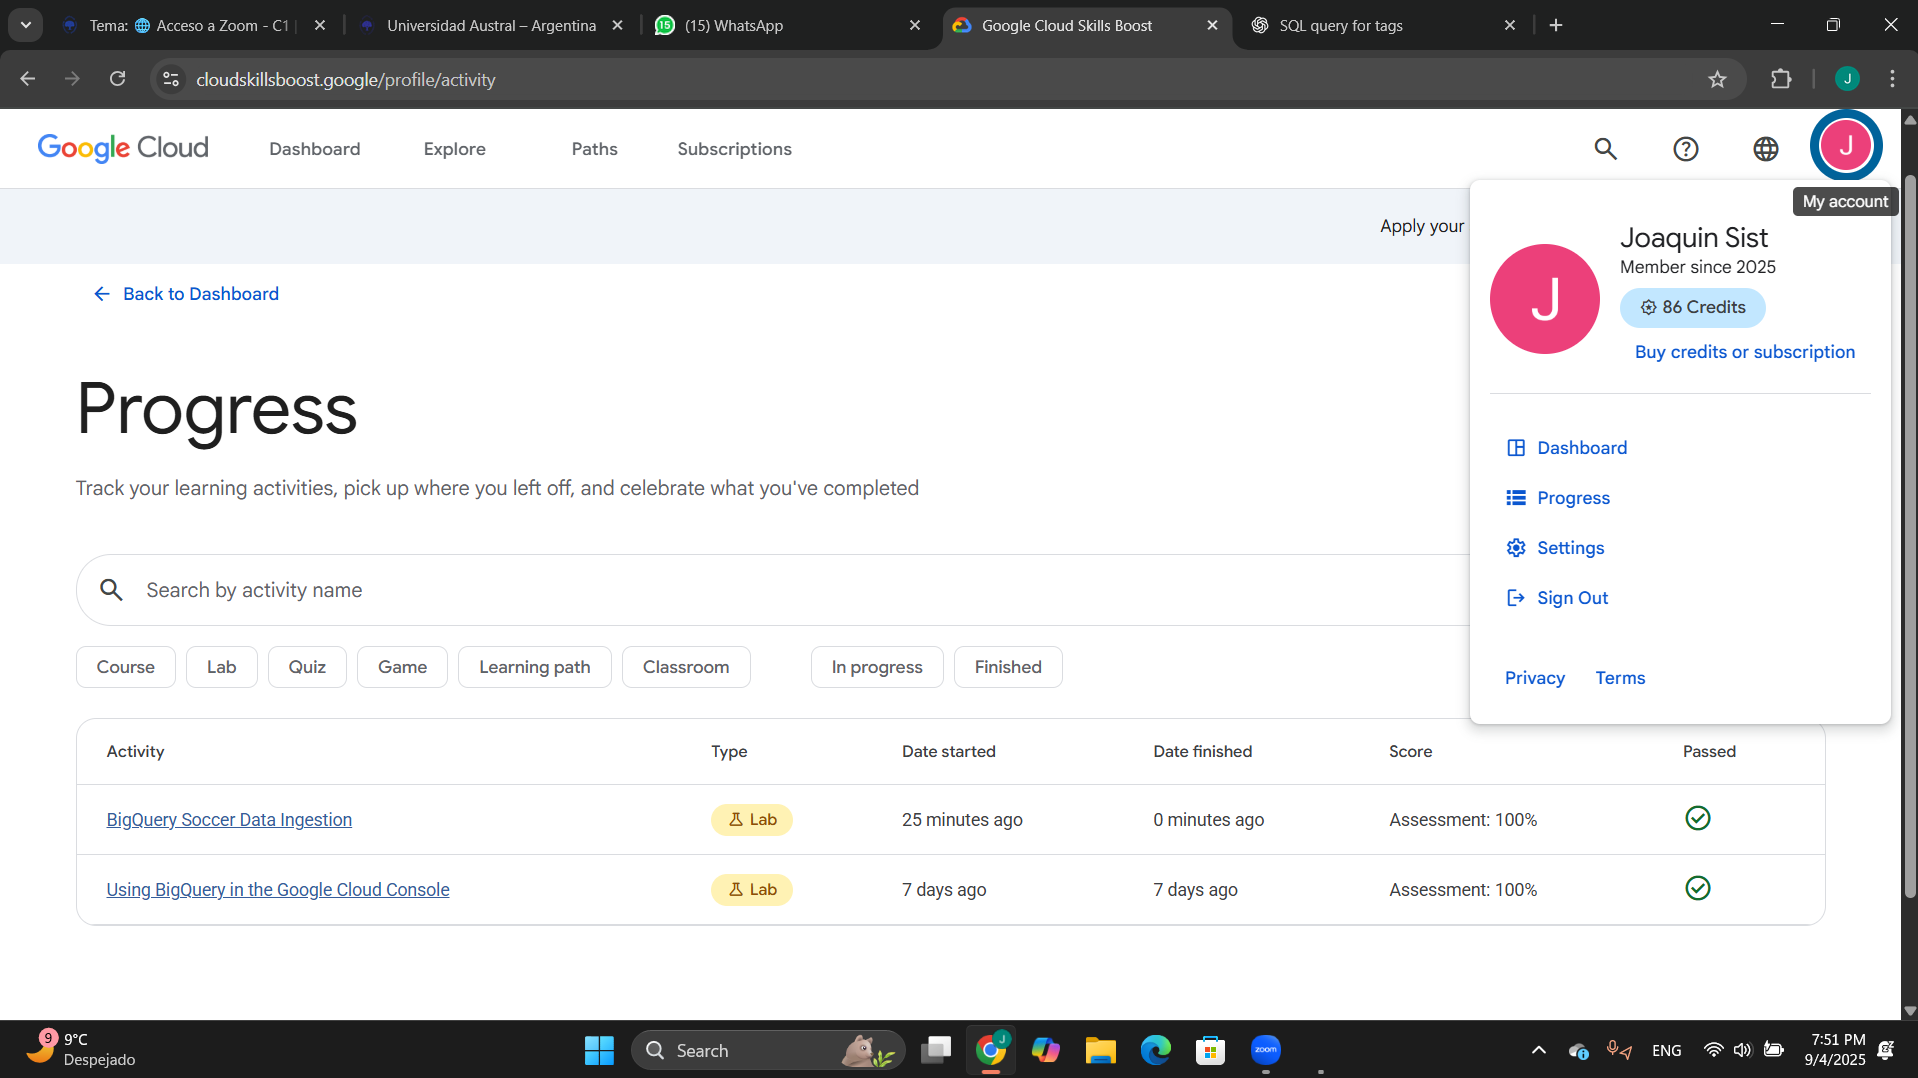 Tema: 🌐 Acceso a Zoom - C1
Universidad Austral – Argentina
15
(15) WhatsApp
Google Cloud Skills Boost
SQL query for tags
cloudskillsboost.google/profile/activity
J
Google Cloud
Dashboard
Explore
Paths
Subscriptions
J
My account
Apply your
Joaquin Sist
Member since 2025
J
86 Credits
Buy credits or subscription
Dashboard
Progress
Settings
Sign Out
Privacy
Terms
Back to Dashboard
Progress
Track your learning activities, pick up where you left off, and celebrate what you've completed
Search by activity name
Course
Lab
Quiz
Game
Learning path
Classroom
In progress
Finished
Activity Type Date started Date finished Score Passed
BigQuery Soccer Data Ingestion Lab 25 minutes ago 0 minutes ago Assessment: 100%
Using BigQuery in the Google Cloud Console Lab 7 days ago 7 days ago Assessment: 100%
9
9°C
Despejado
Search
J
zoom
ENG
7:51 PM
9/4/2025